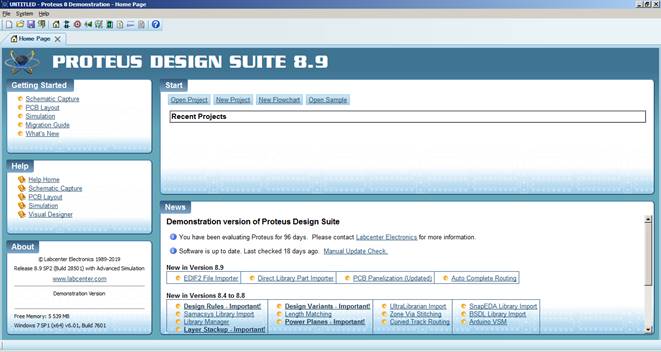 UNTITLED - Proteus 8 Demonstration - Home Page
File System Help
Home Page
PROTEUS DESIGN SUITE 8.9
Getting Started
Schematic Capture
PCB Layout
Simulation
Migration Guide
What's New
Help
Help Home
Schematic Capture
PCB Layout
Simulation
Visual Designer
About
© Labcenter Electronics 1989-2019
Release 8.9 SP2 (Build 28501) with Advanced Simulation
www.labcenter.com
Demonstration Version
Free Memory: 5 539 MB
Windows 7 SP1 (x64) v6.01, Build 7601
Start
Open Project New Project New Flowchart Open Sample
Recent Projects
News
Demonstration version of Proteus Design Suite
You have been evaluating Proteus for 96 days. Please contact Labcenter Electronics for more information.
Software is up to date. Last checked 18 days ago. Manual Update Check.
New in Version 8.9
EDIF2 File Importer Direct Library Part Importer PCB Panelization (Updated) Auto Complete Routing
New in Versions 8.4 to 8.8
Design Rules - Important! Design Variants - Important! UltraLibrarian Import SnapEDA Library Import
Samacsys Library Import Length Matching Zone Via Stitching BSDL Library Import
Library Manager Power Planes - Important! Curved Track Routing Arduino VSM
Layer Stackup - Important!